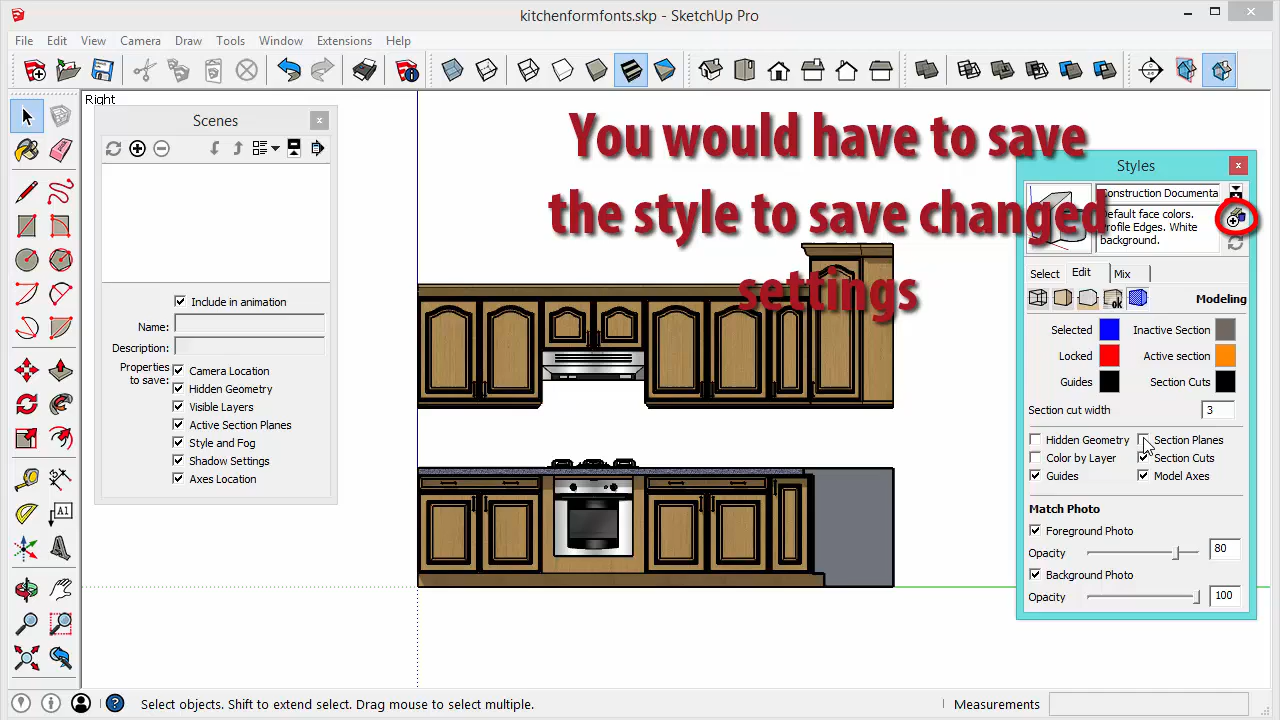 kitchenformfonts.skp - SketchUp Pro
File Edit View Camera Draw Tools Window Extensions Help
Right
Scenes
Include in animation
Name:
Description:
Properties
to save:
Camera Location
Hidden Geometry
Visible Layers
Active Section Planes
Style and Fog
Shadow Settings
Axes Location
You would have to save
the style to save changed
settings
Styles
Construction Documenta
Default face colors.
Profile Edges. White
background.
Select Edit Mix
Modeling
Selected Inactive Section
Locked Active section
Guides Section Cuts
Section cut width 3
Hidden Geometry Section Planes
Color by Layer Section Cuts
Guides Model Axes
Match Photo
Foreground Photo
Opacity 80
Background Photo
Opacity 100
Select objects. Shift to extend select. Drag mouse to select multiple.
Measurements